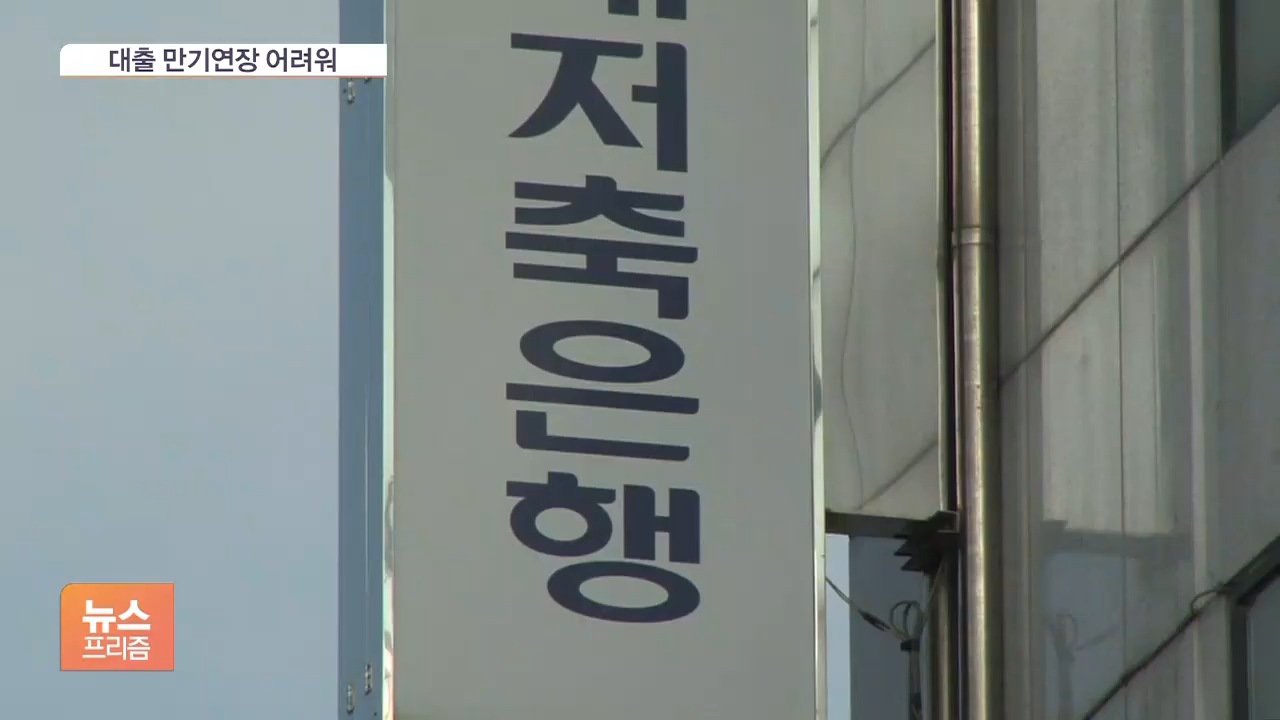 대출 만기연장 어려워
저축은행
뉴스
프리즘